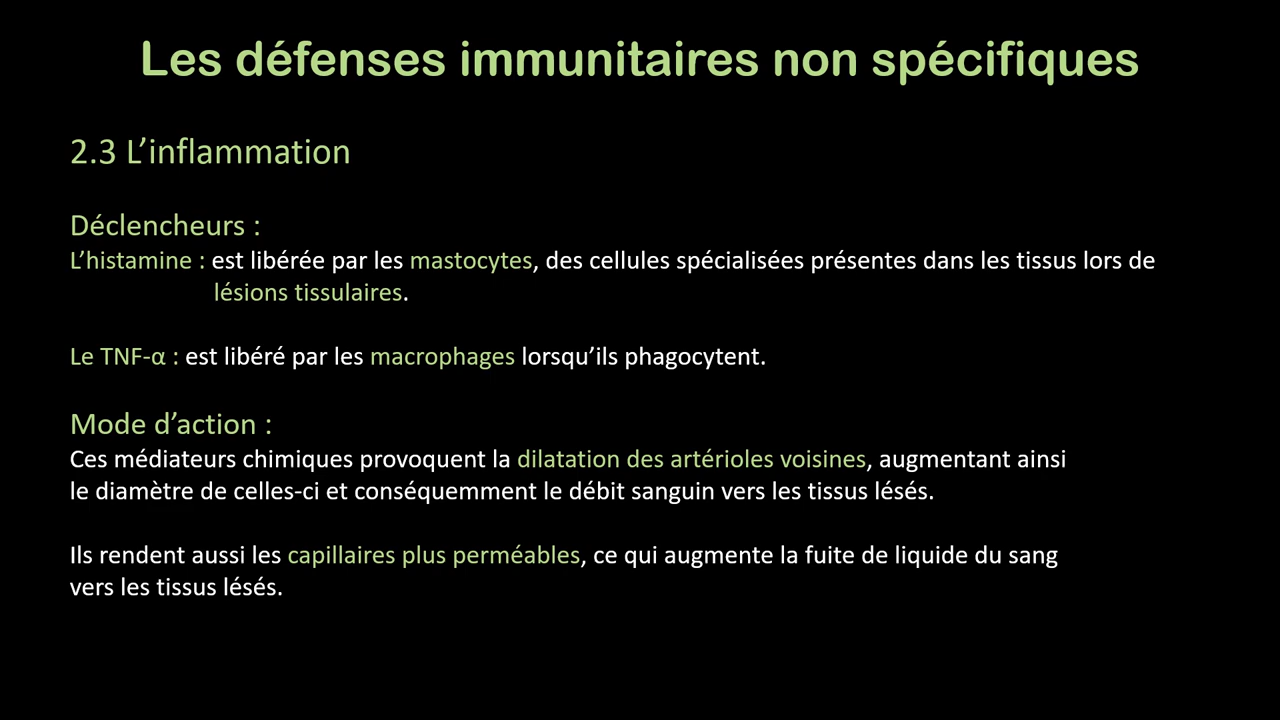 Les défenses immunitaires non spécifiques
2.3 L’inflammation
Déclencheurs :
L’histamine : est libérée par les mastocytes, des cellules spécialisées présentes dans les tissus lors de
lésions tissulaires.
Le TNF-α : est libéré par les macrophages lorsqu’ils phagocytent.
Mode d’action :
Ces médiateurs chimiques provoquent la dilatation des artérioles voisines, augmentant ainsi
le diamètre de celles-ci et conséquemment le débit sanguin vers les tissus lésés.
Ils rendent aussi les capillaires plus perméables, ce qui augmente la fuite de liquide du sang
vers les tissus lésés.